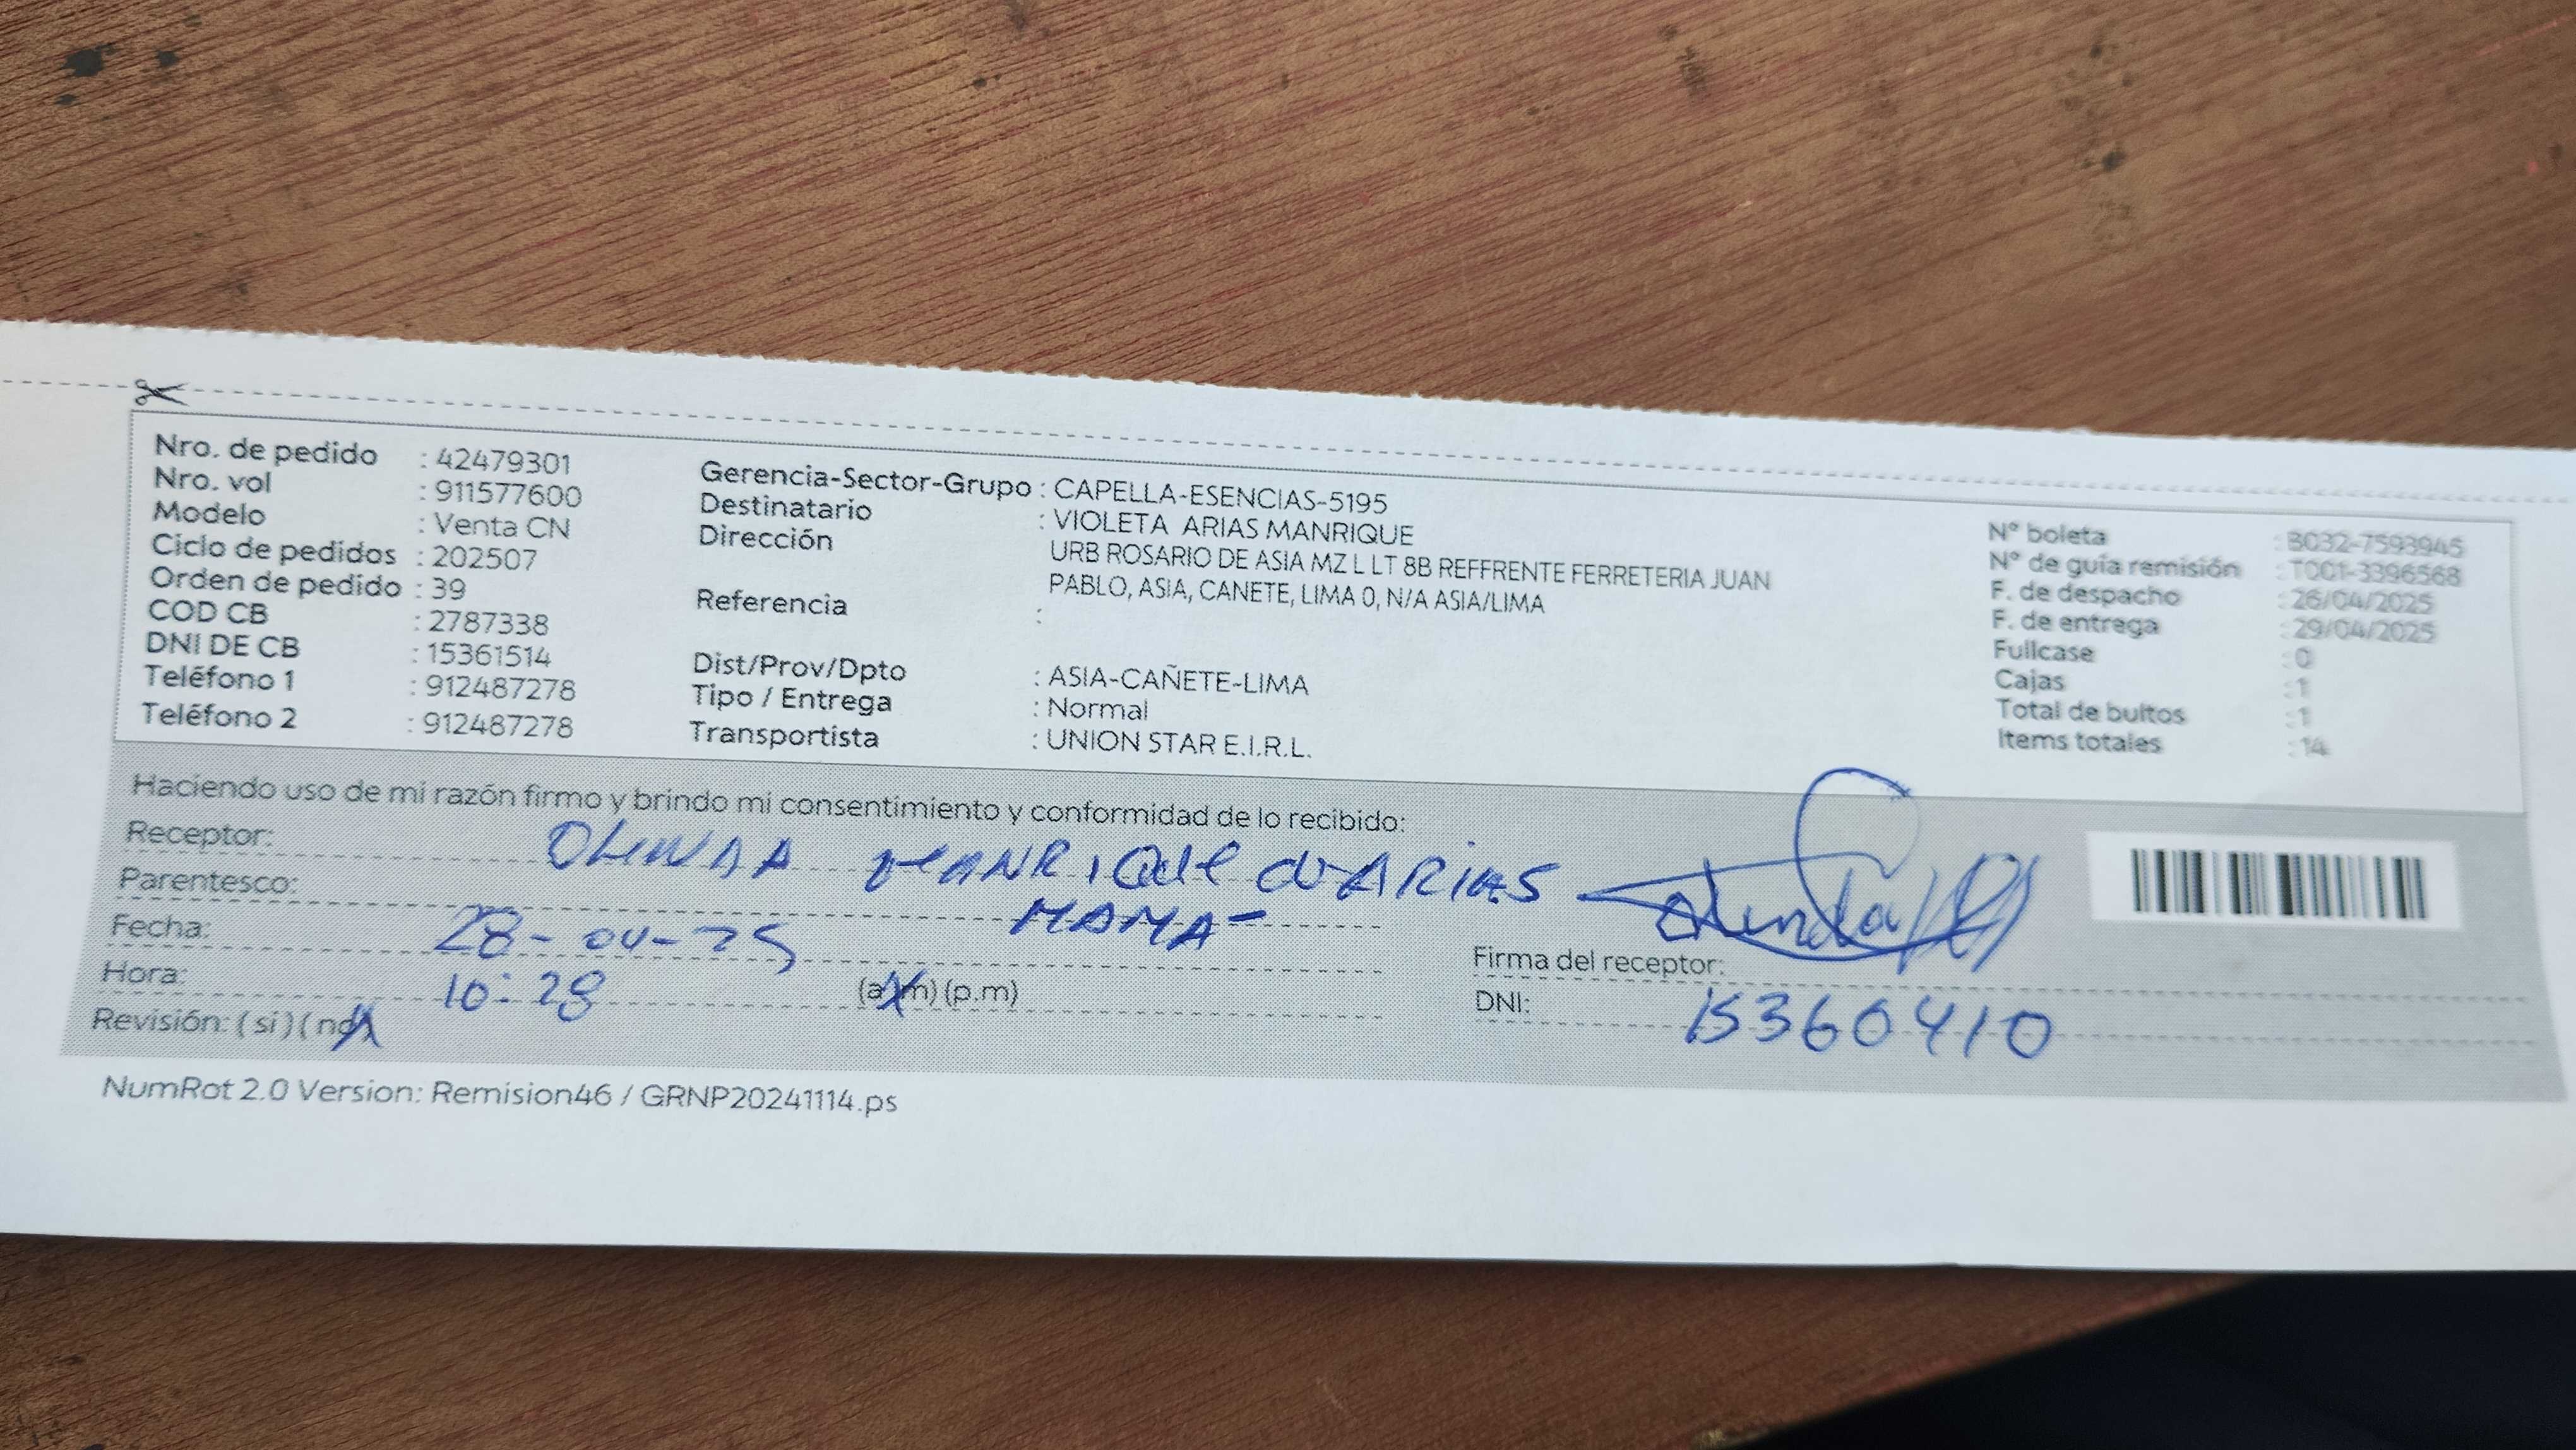 Nro. de pedido : 42479301
Nro. vol : 911577600
Modelo : Venta CN
Ciclo de pedidos : 202507
Orden de pedido : 39
COD CB : 2787338
DNI DE CB : 15361514
Teléfono 1 : 912487278
Teléfono 2 : 912487278
Gerencia-Sector-Grupo : CAPELLA-ESENCIAS-5195
Destinatario : VIOLETA ARIAS MANRIQUE
Dirección URB ROSARIO DE ASIA MZ L LT 8B REFFRENTE FERRETERIA JUAN
PABLO, ASIA, CANETE, LIMA 0, N/A ASIA/LIMA
Referencia :
Dist/Prov/Dpto : ASIA-CAÑETE-LIMA
Tipo / Entrega : Normal
Transportista : UNION STAR E.I.R.L.
N° boleta : B032-7593945
N° de guía remisión : T001-3396568
F. de despacho : 26/04/2025
F. de entrega : 29/04/2025
Fullcase : 0
Cajas : 1
Total de bultos : 1
Items totales : 14
Haciendo uso de mi razón firmo y brindo mi consentimiento y conformidad de lo recibido:
Receptor: OLINDA MANRIQUE de ARIAS
Parentesco: MAMA-
Fecha: 28-04-25
Hora: 10:28 (a.m) (p.m)
Revisión: (si) (no)
Firma del receptor:
DNI: 15360410
NumRot 2.0 Version: Remision46 / GRNP20241114.ps